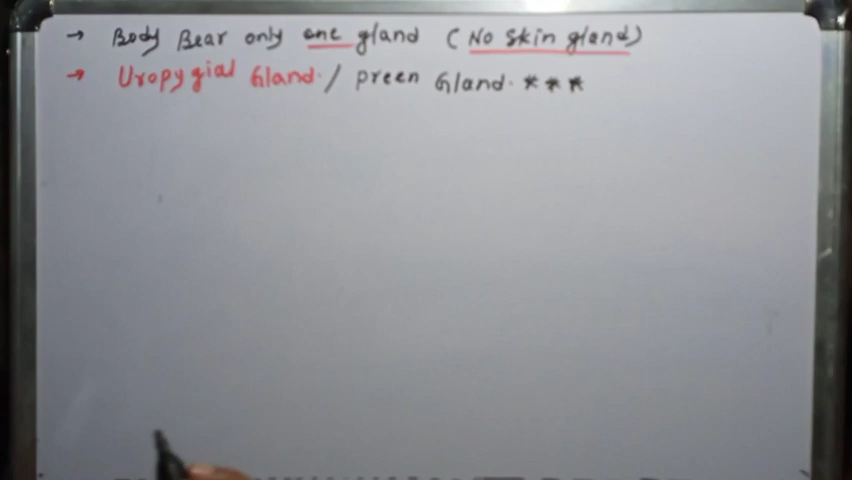 → Body Bear only one gland (No skin gland)
→ Uropygial Gland. / preen Gland. * * *